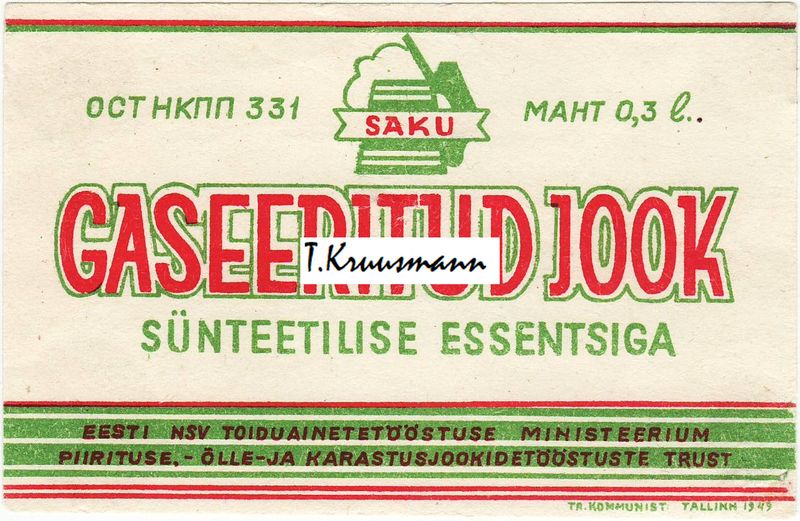 SAKU
ОСТ НКПП 331
MAHT 0,3 l.
GASEERITUD JOOK
T.Kruusmann
SÜNTEETILISE ESSENTSIGA
EESTI NSV TOIDUAINETETÖÖSTUSE MINISTEERIUM
PIIRITUSE,- ÕLLE-JA KARASTUSJOOKIDETÖÖSTUSTE TRUST
TR. KOMMUNIST TALLINN 1949